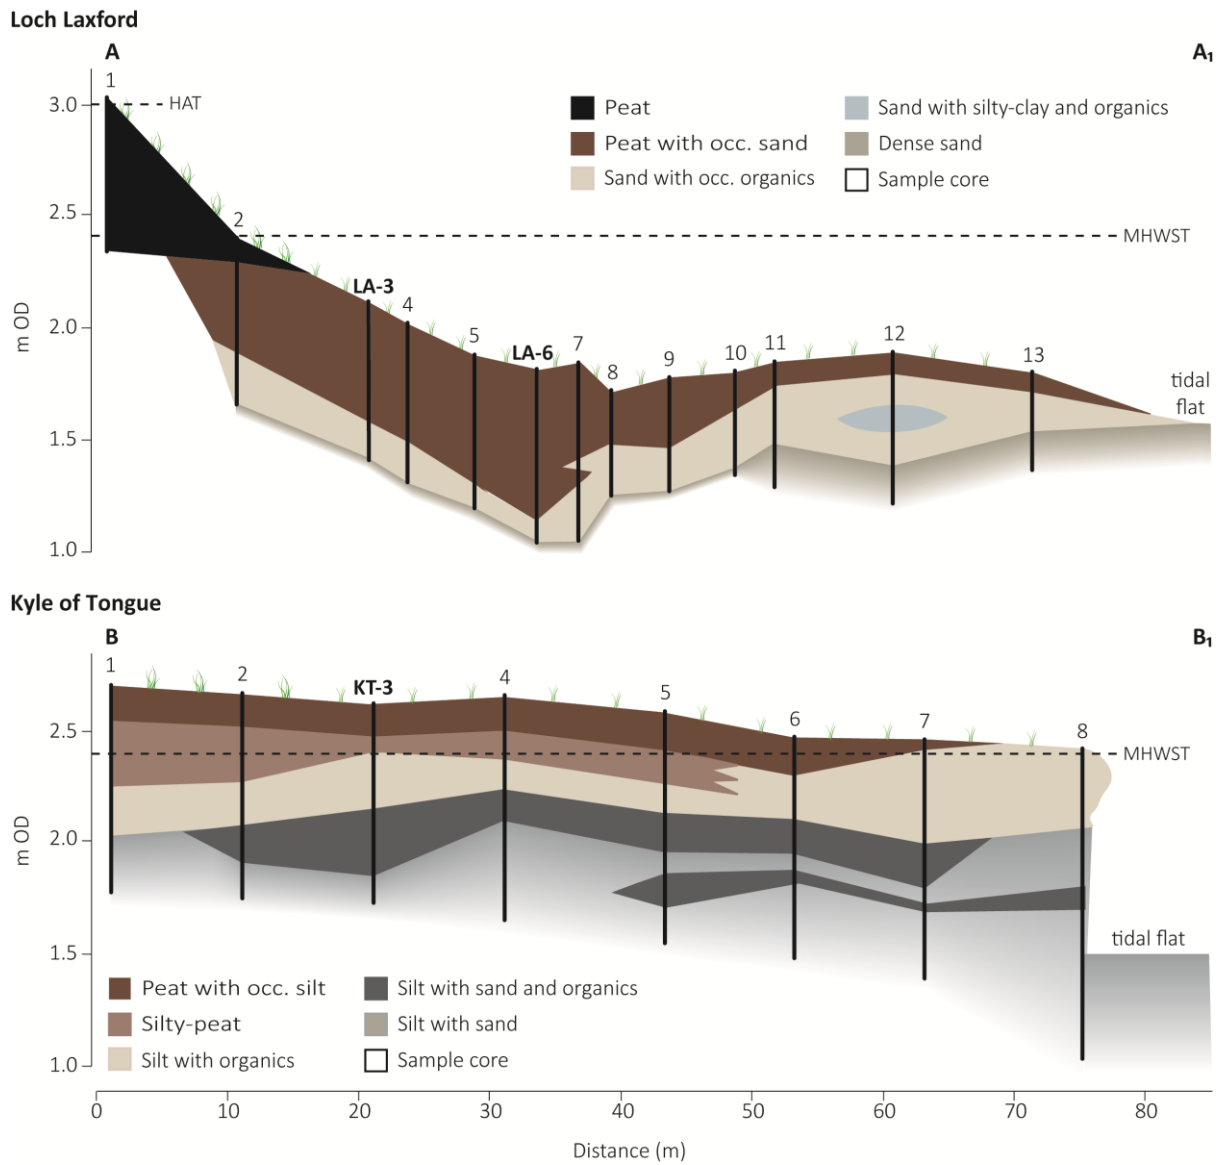 Loch Laxford
A
A₁
1
3.0
HAT
Peat
Sand with silty-clay and organics
Peat with occ. sand
Dense sand
Sand with occ. organics
Sample core
2.5
2
MHWST
LA-3
4
m OD
2.0
5
LA-6
7
8
9
10
11
12
13
tidal
flat
1.5
1.0
Kyle of Tongue
B
B₁
1
2
KT-3
4
5
6
7
8
2.5
MHWST
m OD
2.0
1.5
tidal flat
Peat with occ. silt
Silt with sand and organics
Silty-peat
Silt with sand
Silt with organics
Sample core
1.0
0
10
20
30
40
50
60
70
80
Distance (m)